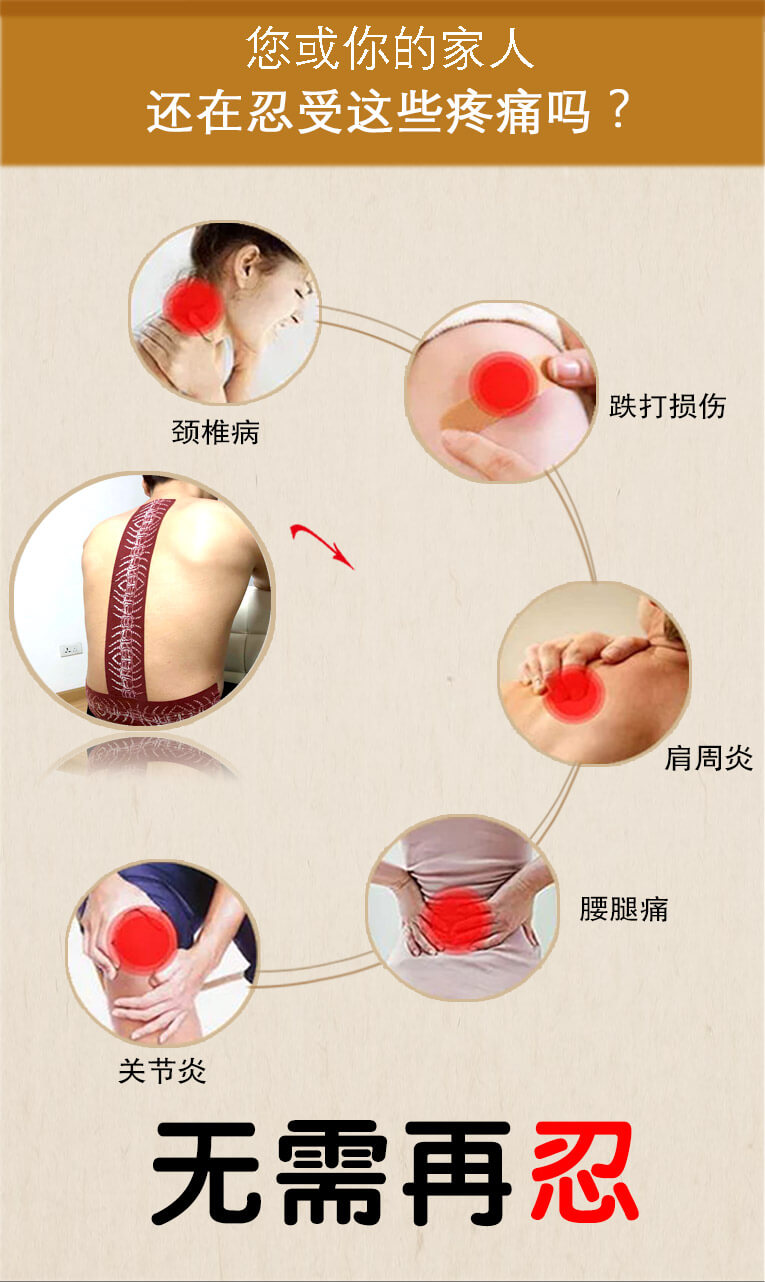 您或你的家人
还在忍受这些疼痛吗？
颈椎病
跌打损伤
肩周炎
腰腿痛
关节炎
无需再忍